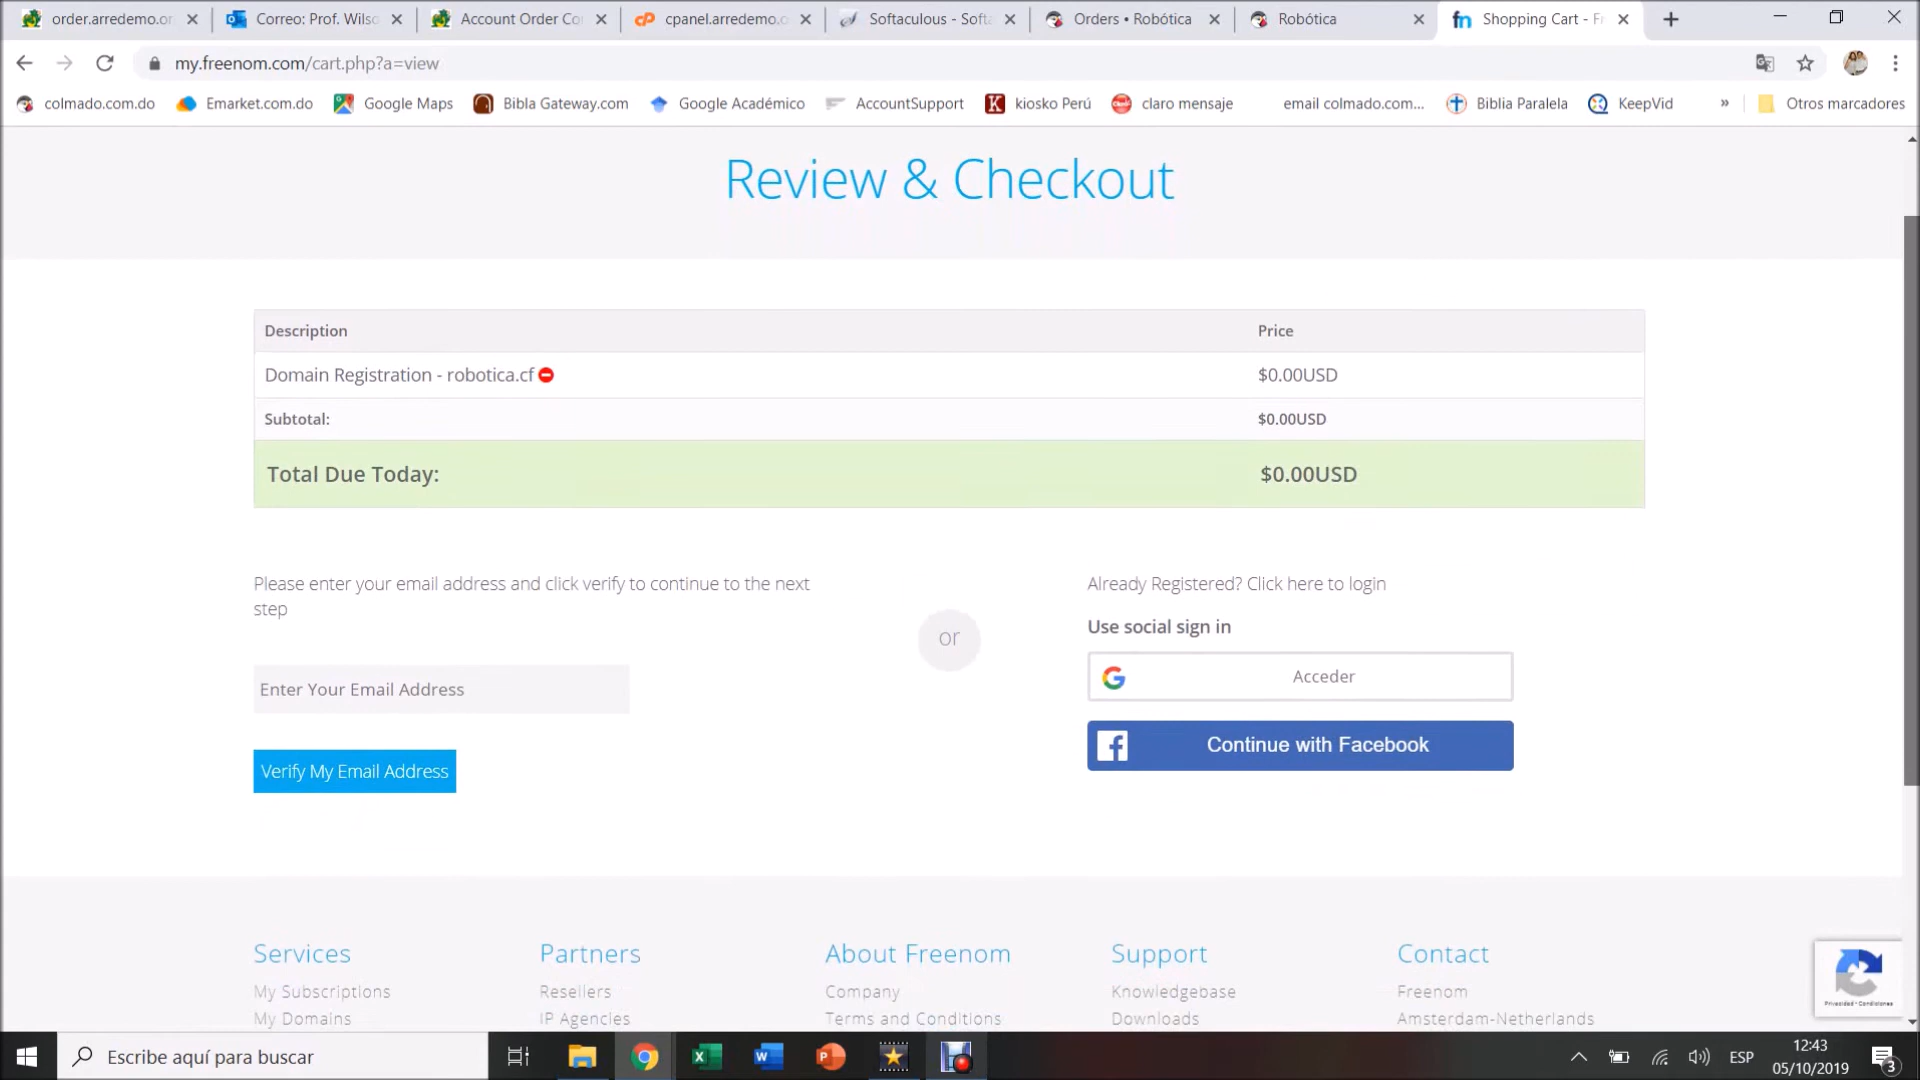 order.arredemo.or
Correo: Prof. Wilso
Account Order Co
cpanel.arredemo.o
Softaculous - Softa
Orders • Robótica
Robótica
Shopping Cart - Fr
my.freenom.com/cart.php?a=view
colmado.com.do
Emarket.com.do
Google Maps
Bibla Gateway.com
Google Académico
AccountSupport
kiosko Perú
claro mensaje
email colmado.com...
Biblia Paralela
KeepVid
»
Otros marcadores
Review & Checkout
Description Price
Domain Registration - robotica.cf $0.00USD
Subtotal: $0.00USD
Total Due Today: $0.00USD
Please enter your email address and click verify to continue to the next
step
Enter Your Email Address
Verify My Email Address
or
Already Registered? Click here to login
Use social sign in
Acceder
Continue with Facebook
Services
My Subscriptions
My Domains
Partners
Resellers
IP Agencies
About Freenom
Company
Terms and Conditions
Support
Knowledgebase
Downloads
Contact
Freenom
Amsterdam-Netherlands
Privacidad • Condiciones
Escribe aquí para buscar
ESP
12:43
05/10/2019
3